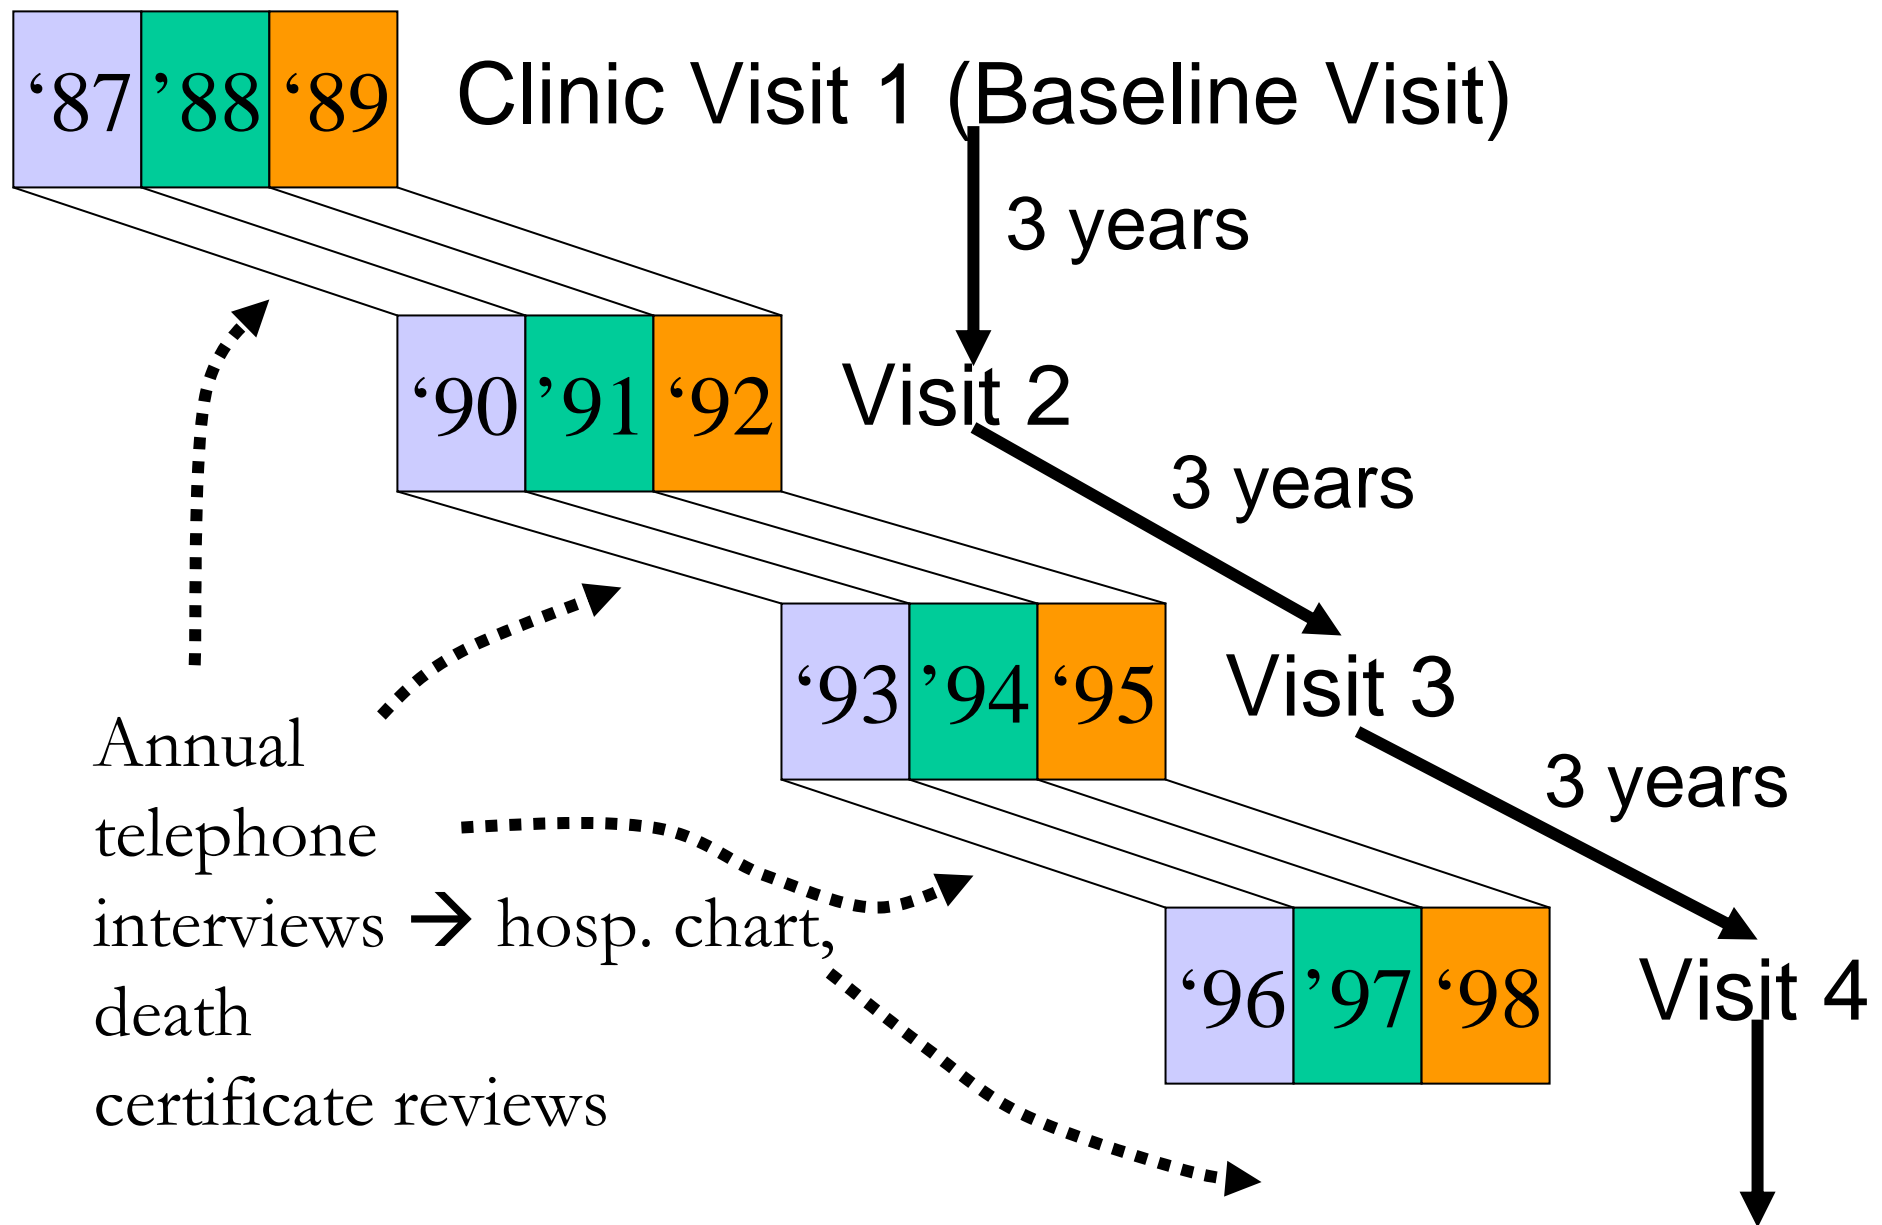 ‘87 ’88 ‘89 Clinic Visit 1 (Baseline Visit)
3 years
‘90 ’91 ‘92 Visit 2
3 years
‘93 ’94 ‘95 Visit 3
3 years
Annual
telephone
interviews → hosp. chart,
death
certificate reviews
‘96 ’97 ‘98 Visit 4